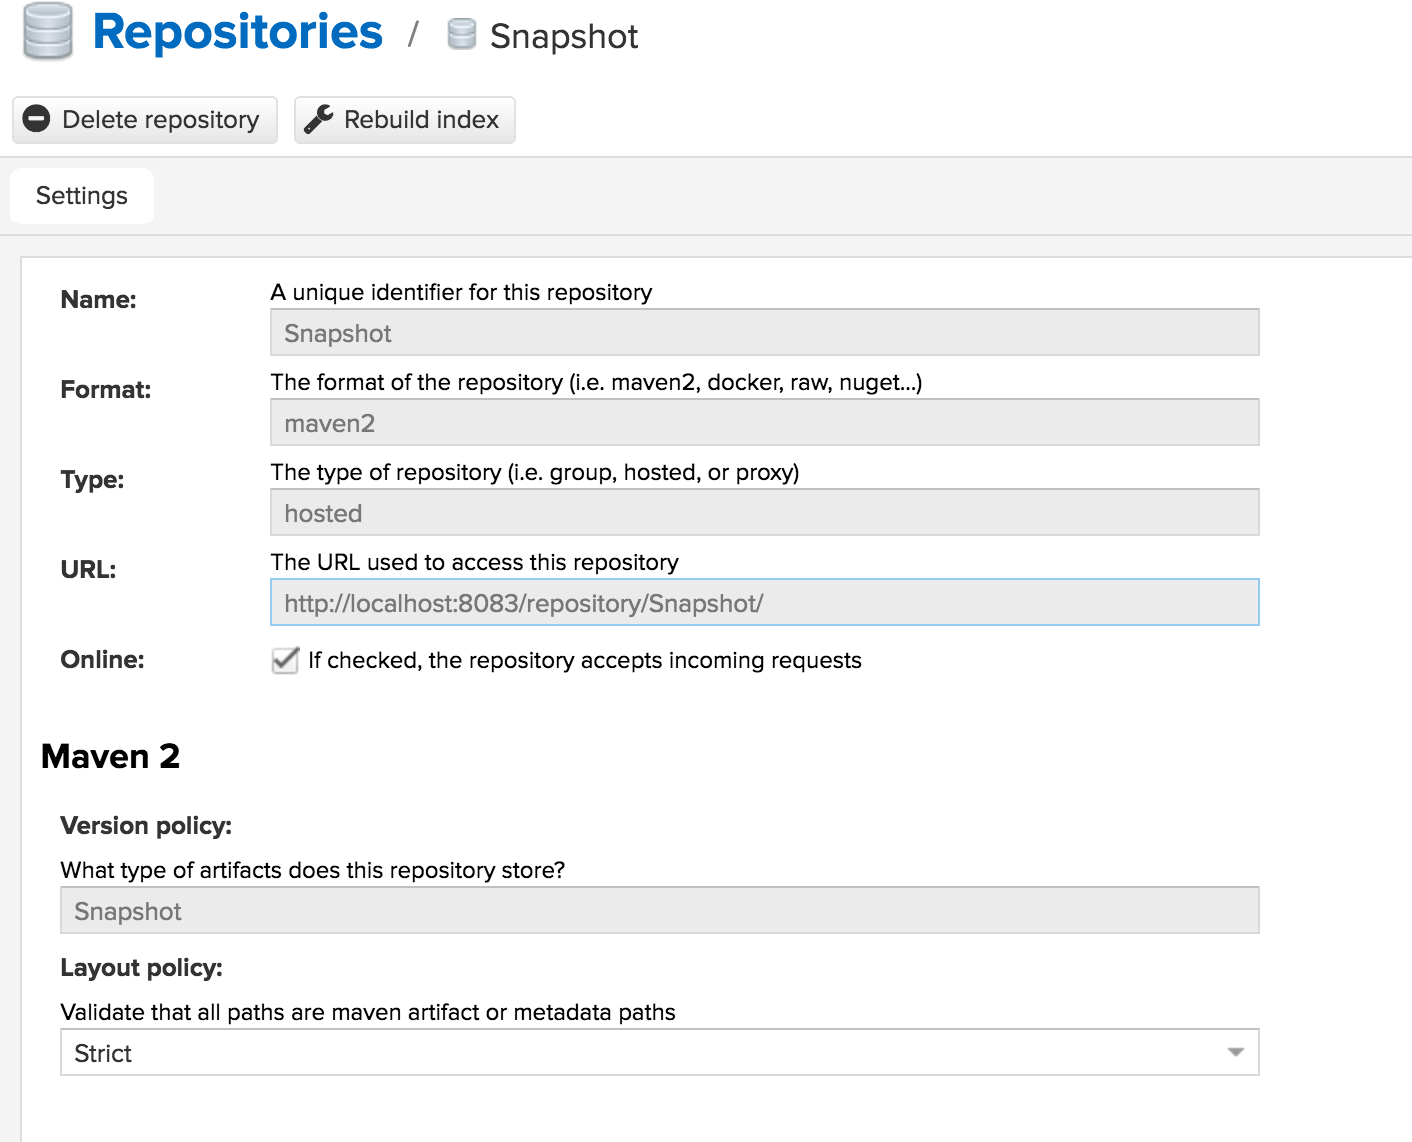 Repositories / Snapshot
Delete repository Rebuild index
Settings
Name: A unique identifier for this repository
Snapshot
Format: The format of the repository (i.e. maven2, docker, raw, nuget...)
maven2
Type: The type of repository (i.e. group, hosted, or proxy)
hosted
URL: The URL used to access this repository
http://localhost:8083/repository/Snapshot/
Online: If checked, the repository accepts incoming requests
Maven 2
Version policy:
What type of artifacts does this repository store?
Snapshot
Layout policy:
Validate that all paths are maven artifact or metadata paths
Strict